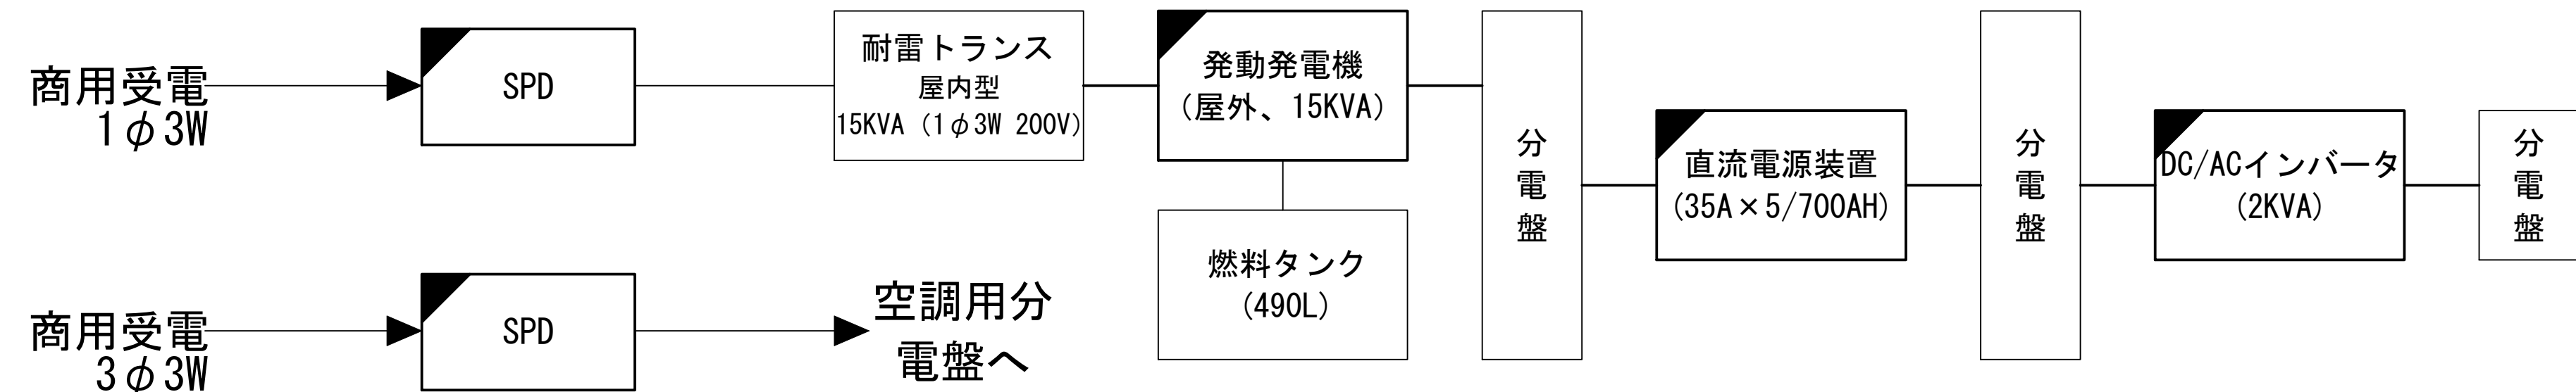 商用受電
1φ3W
SPD
耐雷トランス
屋内型
15KVA (1φ3W 200V)
発動発電機
(屋外、15KVA)
燃料タンク
(490L)
分
電
盤
直流電源装置
(35A×5/700AH)
分
電
盤
DC/ACインバータ
(2KVA)
分
電
盤
商用受電
3φ3W
SPD
空調用分
電盤へ